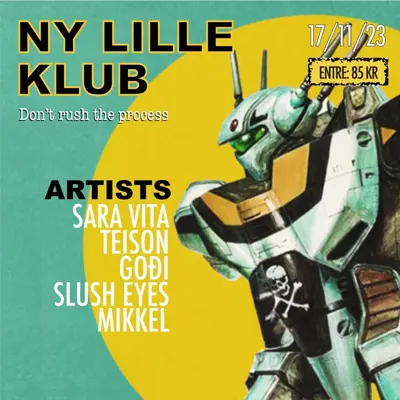 NY LILLE
KLUB
Don't rush the process
17/11/23
ENTRE: 85 KR
ARTISTS
SARA VITA
TEISON
GOÐI
SLUSH EYES
MIKKEL